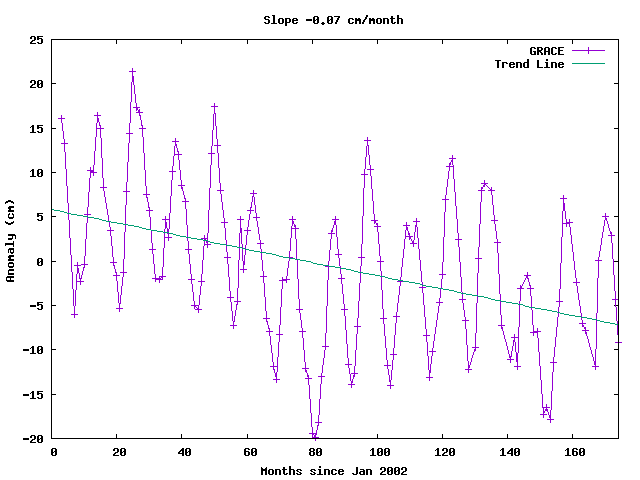 Slope -0.07 cm/month
GRACE
Trend Line
25
20
15
10
5
0
-5
-10
-15
-20
Anomaly (cm)
0 20 40 60 80 100 120 140 160
Months since Jan 2002